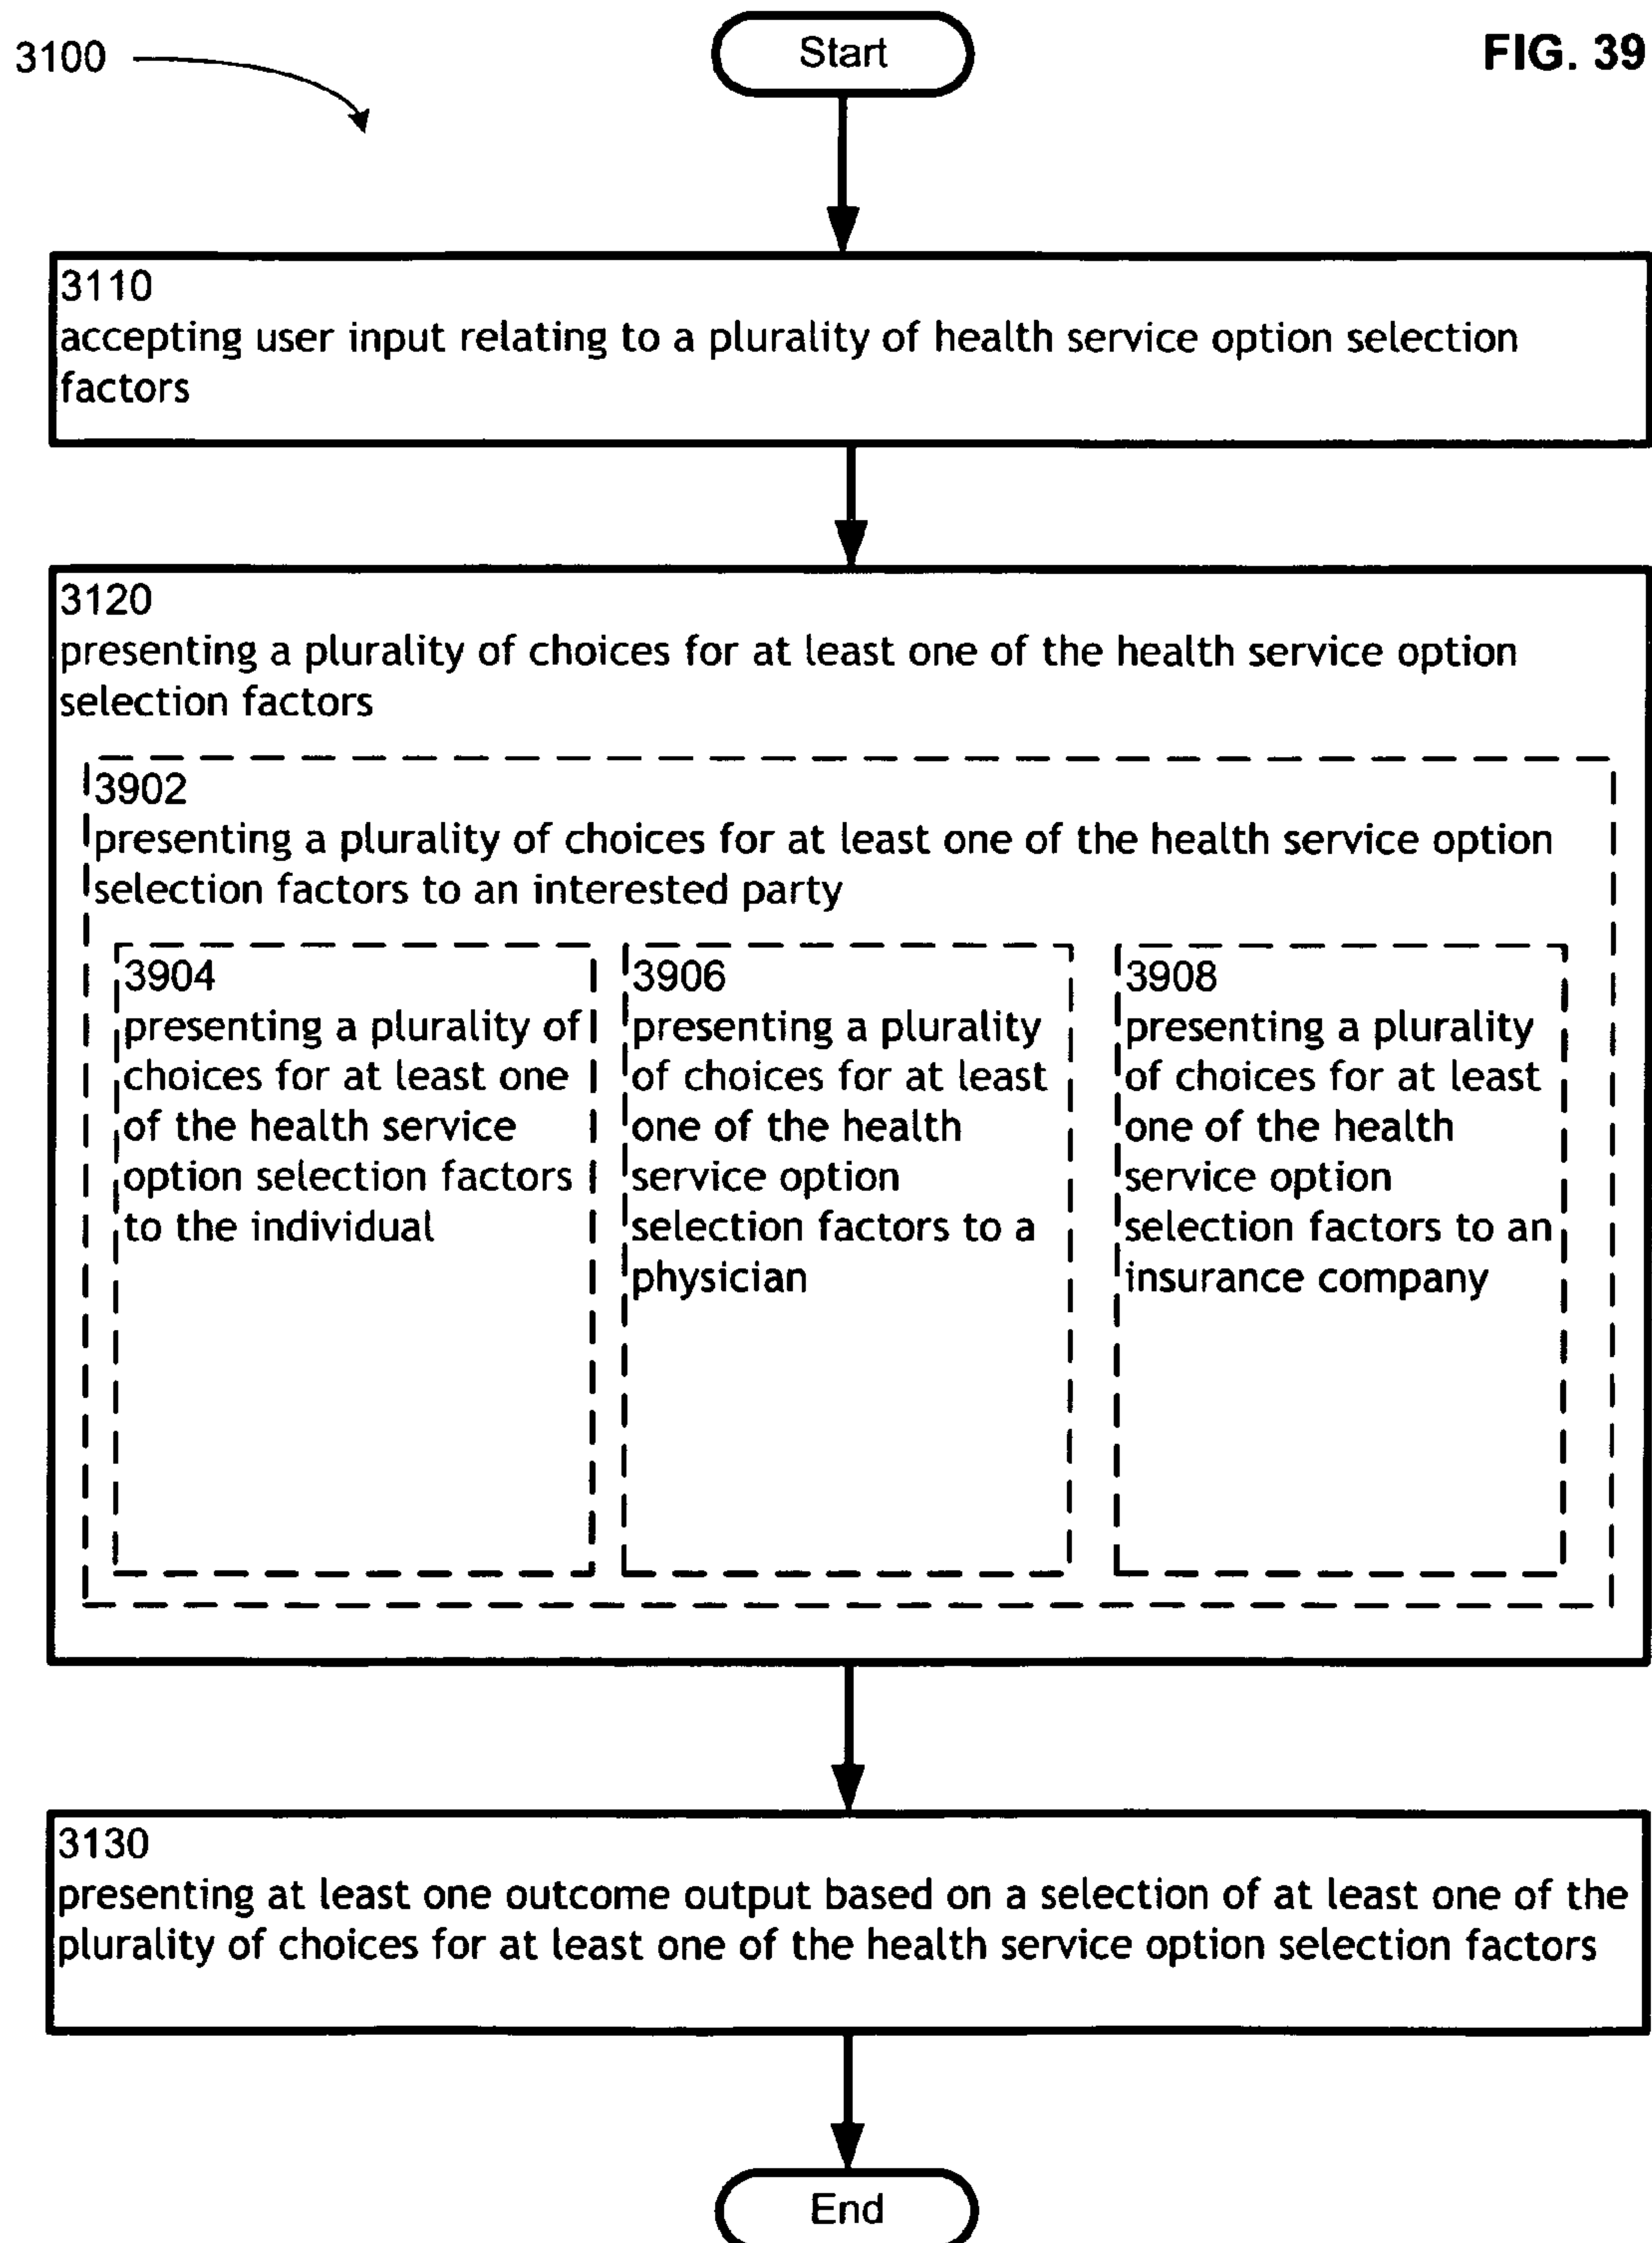 3100
Start
FIG. 39
3110
accepting user input relating to a plurality of health service option selection
factors
3120
presenting a plurality of choices for at least one of the health service option
selection factors
3902
presenting a plurality of choices for at least one of the health service option
selection factors to an interested party
3904
presenting a plurality of
choices for at least one
of the health service
option selection factors
to the individual
3906
presenting a plurality
of choices for at least
one of the health
service option
selection factors to a
physician
3908
presenting a plurality
of choices for at least
one of the health
service option
selection factors to an
insurance company
3130
presenting at least one outcome output based on a selection of at least one of the
plurality of choices for at least one of the health service option selection factors
End